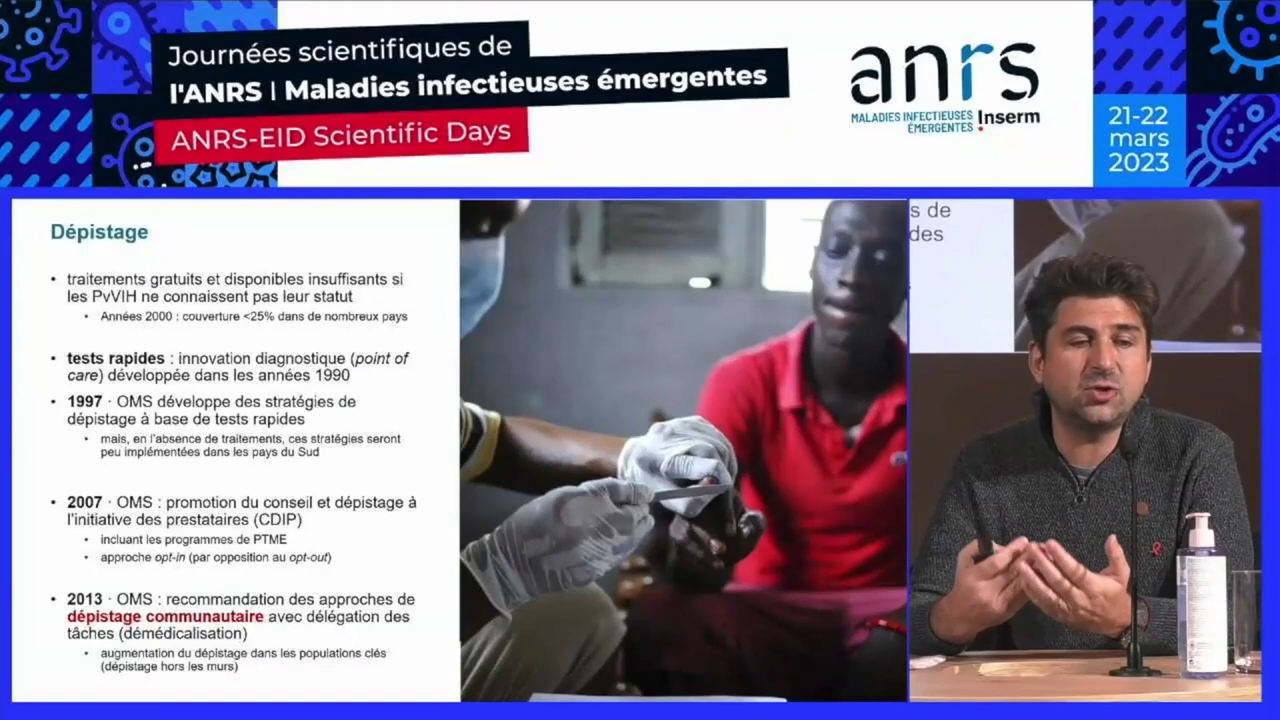 Journées scientifiques de
l'ANRS | Maladies infectieuses émergentes
ANRS-EID Scientific Days
anrs
MALADIES INFECTIEUSES
ÉMERGENTES
Inserm
21-22
mars
2023
Dépistage
• traitements gratuits et disponibles insuffisants si
les PvVIH ne connaissent pas leur statut
• Années 2000 : couverture <25% dans de nombreux pays
• tests rapides : innovation diagnostique (point of
care) développée dans les années 1990
• 1997 · OMS développe des stratégies de
dépistage à base de tests rapides
• mais, en l'absence de traitements, ces stratégies seront
peu implémentées dans les pays du Sud
• 2007 · OMS : promotion du conseil et dépistage à
l'initiative des prestataires (CDIP)
• incluant les programmes de PTME
• approche opt-in (par opposition au opt-out)
• 2013 · OMS : recommandation des approches de
dépistage communautaire avec délégation des
tâches (démédicalisation)
• augmentation du dépistage dans les populations clés
(dépistage hors les murs)
s de
des